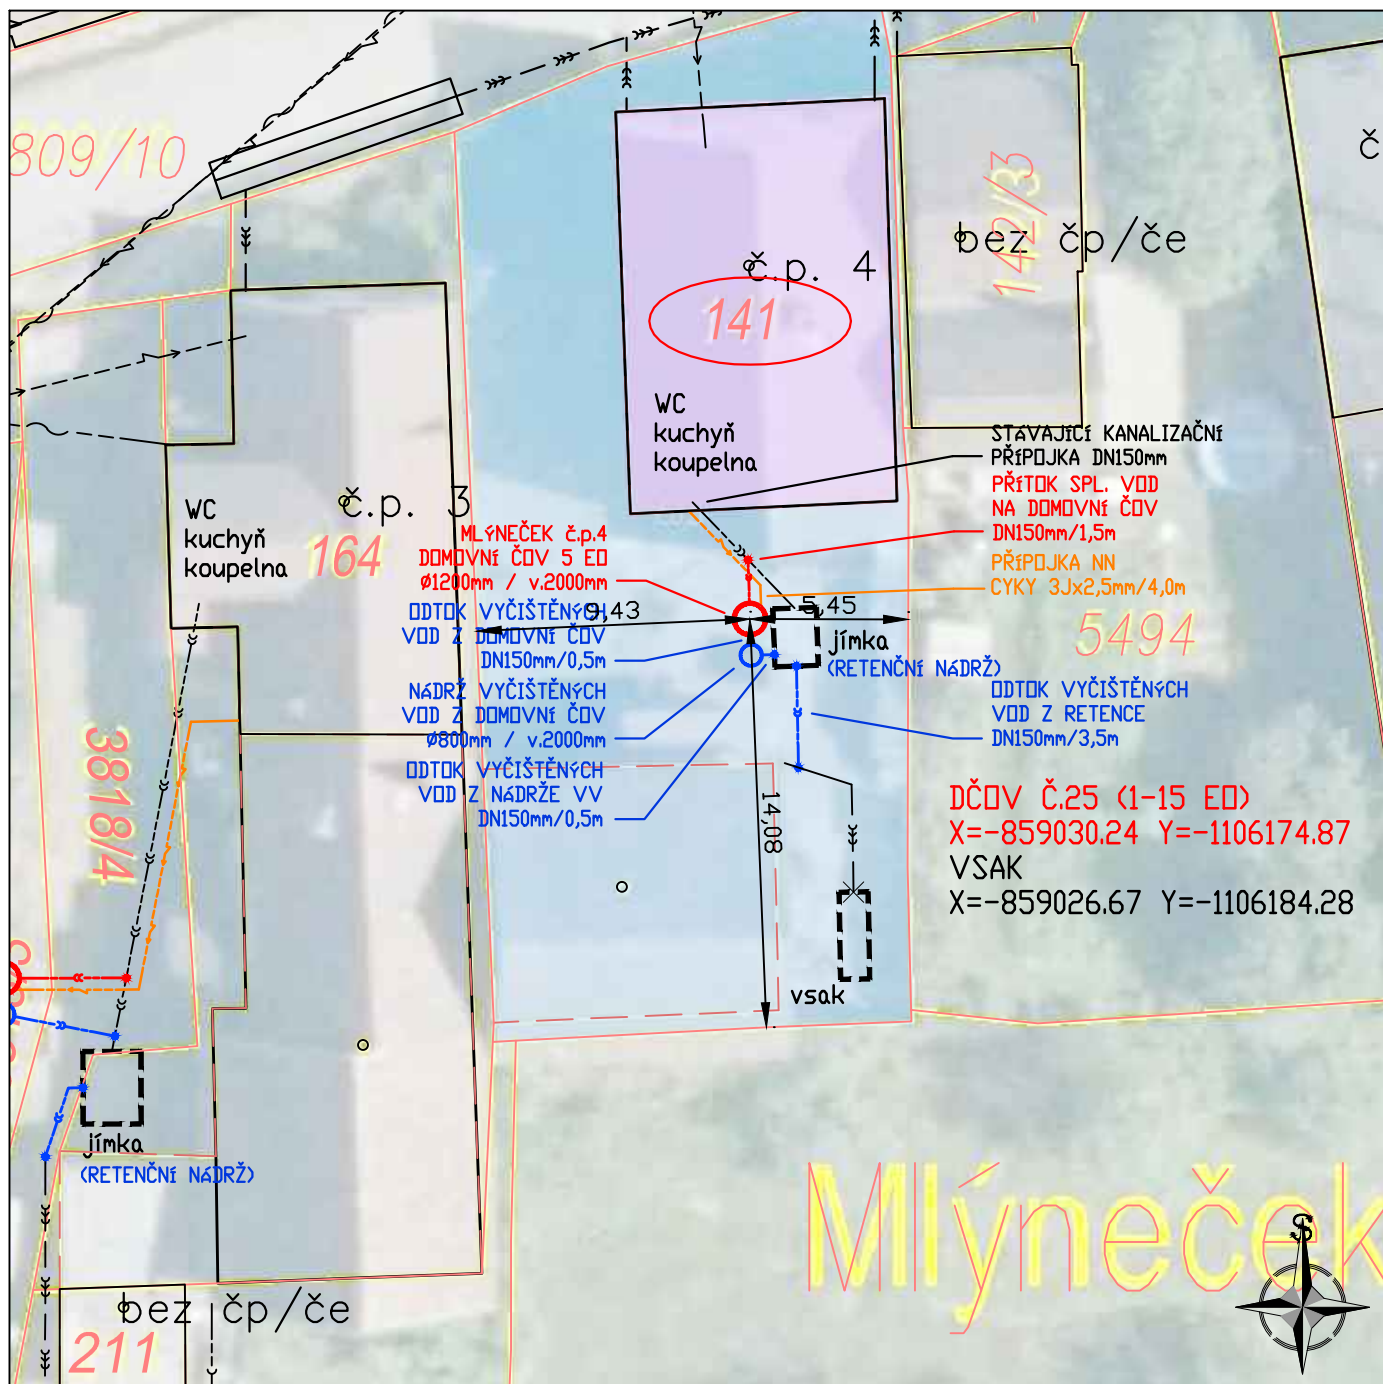 809/10
č.p. 4
141
142/3
bez čp/če
Č
WC
kuchyň
koupelna
STÁVAJÍCÍ KANALIZAČNÍ
PŘÍPOJKA DN150mm
PŘÍTOK SPL. VOD
NA DOMOVNÍ ČOV
DN150mm/1,5m
PŘÍPOJKA NN
CYKY 3Jx2,5mm/4,0m
WC
kuchyň
koupelna
č.p. 3
164
MLÝNEČEK č.p.4
DOMOVNÍ ČOV 5 EO
Ø1200mm / v.2000mm
ODTOK VYČIŠTĚNÝCH
VOD Z DOMOVNÍ ČOV
DN150mm/0,5m
NÁDRŽ VYČIŠTĚNÝCH
VOD Z DOMOVNÍ ČOV
Ø800mm / v.2000mm
ODTOK VYČIŠTĚNÝCH
VOD Z NÁDRŽE VV
DN150mm/0,5m
9,43
5,45
14,08
jímka
(RETENČNÍ NÁDRŽ)
5494
ODTOK VYČIŠTĚNÝCH
VOD Z RETENCE
DN150mm/3,5m
DČOV Č.25 (1-15 EO)
X=-859030.24 Y=-1106174.87
VSAK
X=-859026.67 Y=-1106184.28
vsak
3818/4
jímka
(RETENČNÍ NÁDRŽ)
Mlýneček
S
bez čp/če
211